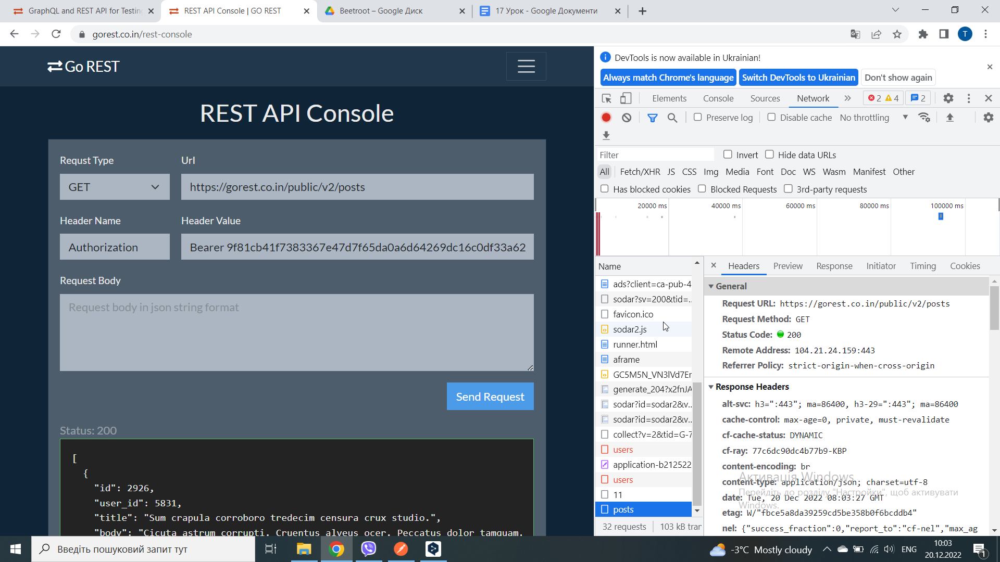 GraphQL and REST API for Testing
REST API Console | GO REST
Beetroot – Google Диск
17 Урок - Google Документи
gorest.co.in/rest-console
T
Go REST
REST API Console
Requst Type
Url
GET
https://gorest.co.in/public/v2/posts
Header Name
Header Value
Authorization
Bearer 9f81cb41f7383367e47d7f65da0a6d64269dc16c0df33a62
Request Body
Request body in json string format
Send Request
Status: 200
[
{
"id": 2926,
"user_id": 5831,
"title": "Sum crapula corroboro tredecim censura crux studio.",
"body": "Cicuta astrum corrupti. Cruentus alveus ocer. Peccatus dolor tamquam.
DevTools is now available in Ukrainian!
Always match Chrome's language
Switch DevTools to Ukrainian
Don't show again
Elements
Console
Sources
Network
2
4
2
Preserve log
Disable cache
No throttling
Filter
Invert
Hide data URLs
All
Fetch/XHR
JS
CSS
Img
Media
Font
Doc
WS
Wasm
Manifest
Other
Has blocked cookies
Blocked Requests
3rd-party requests
20000 ms
40000 ms
60000 ms
80000 ms
100000 ms
Name
ads?client=ca-pub-4
sodar?sv=200&tid=..
favicon.ico
sodar2.js
runner.html
aframe
GC5M5N_VN3lVd7Er
generate_204?x2fnJA
sodar?id=sodar2&v..
sodar?id=sodar2&v..
collect?v=2&tid=G-7
users
application-b212522
users
11
posts
32 requests
103 kB tran
Headers
Preview
Response
Initiator
Timing
Cookies
General
Request URL: https://gorest.co.in/public/v2/posts
Request Method: GET
Status Code: 200
Remote Address: 104.21.24.159:443
Referrer Policy: strict-origin-when-cross-origin
Response Headers
alt-svc: h3=":443"; ma=86400, h3-29=":443"; ma=86400
cache-control: max-age=0, private, must-revalidate
cf-cache-status: DYNAMIC
cf-ray: 77c6dc90dc4b77b9-KBP
content-encoding: br
Активація Windows
content-type: application/json; charset=utf-8
Перейдіть до розділу "Настройки", щоб активувати
Windows.
date: Tue, 20 Dec 2022 08:03:27 GMT
etag: W/"fbce5a8da39259cd5be358b0f6bcddb4"
nel: {"success_fraction":0,"report_to":"cf-nel","max_ag
Введіть пошуковий запит тут
-3°C Mostly cloudy
ENG
10:03
20.12.2022
1